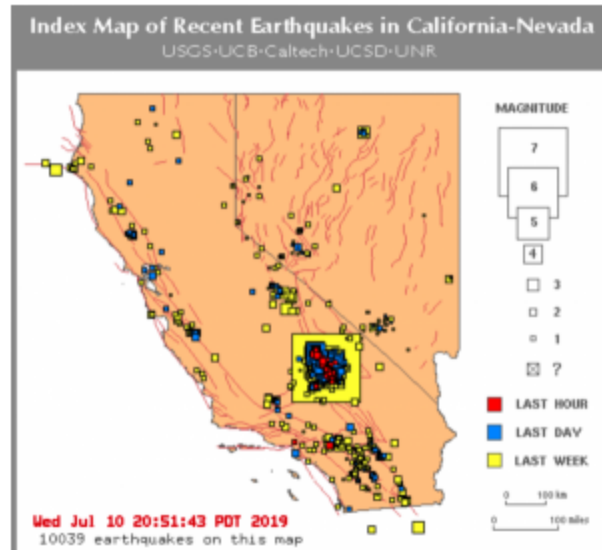 Index Map of Recent Earthquakes in California-Nevada
USGS·UCB·Caltech·UCSD·UNR
MAGNITUDE
7
6
5
4
3
2
1
?
LAST HOUR
LAST DAY
LAST WEEK
0 100 km
0 100 miles
Wed Jul 10 20:51:43 PDT 2019
10039 earthquakes on this map